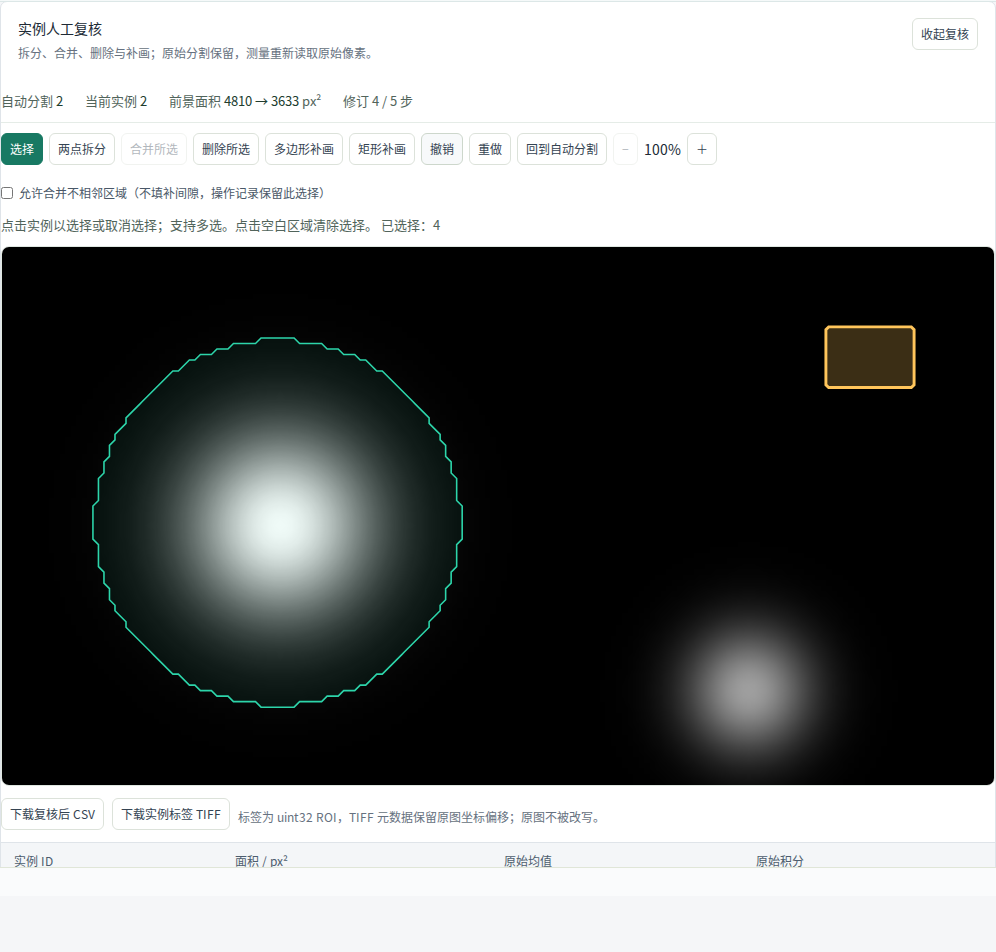 实例人工复核
收起复核
拆分、合并、删除与补画；原始分割保留，测量重新读取原始像素。
自动分割 2 当前实例 2 前景面积 4810 → 3633 px² 修订 4 / 5 步
选择 两点拆分 合并所选 删除所选 多边形补画 矩形补画 撤销 重做 回到自动分割 − 100% +
允许合并不相邻区域（不填补间隙，操作记录保留此选择）
点击实例以选择或取消选择；支持多选。点击空白区域清除选择。 已选择：4
下载复核后 CSV 下载实例标签 TIFF 标签为 uint32 ROI，TIFF 元数据保留原图坐标偏移；原图不被改写。
实例 ID 面积 / px² 原始均值 原始积分